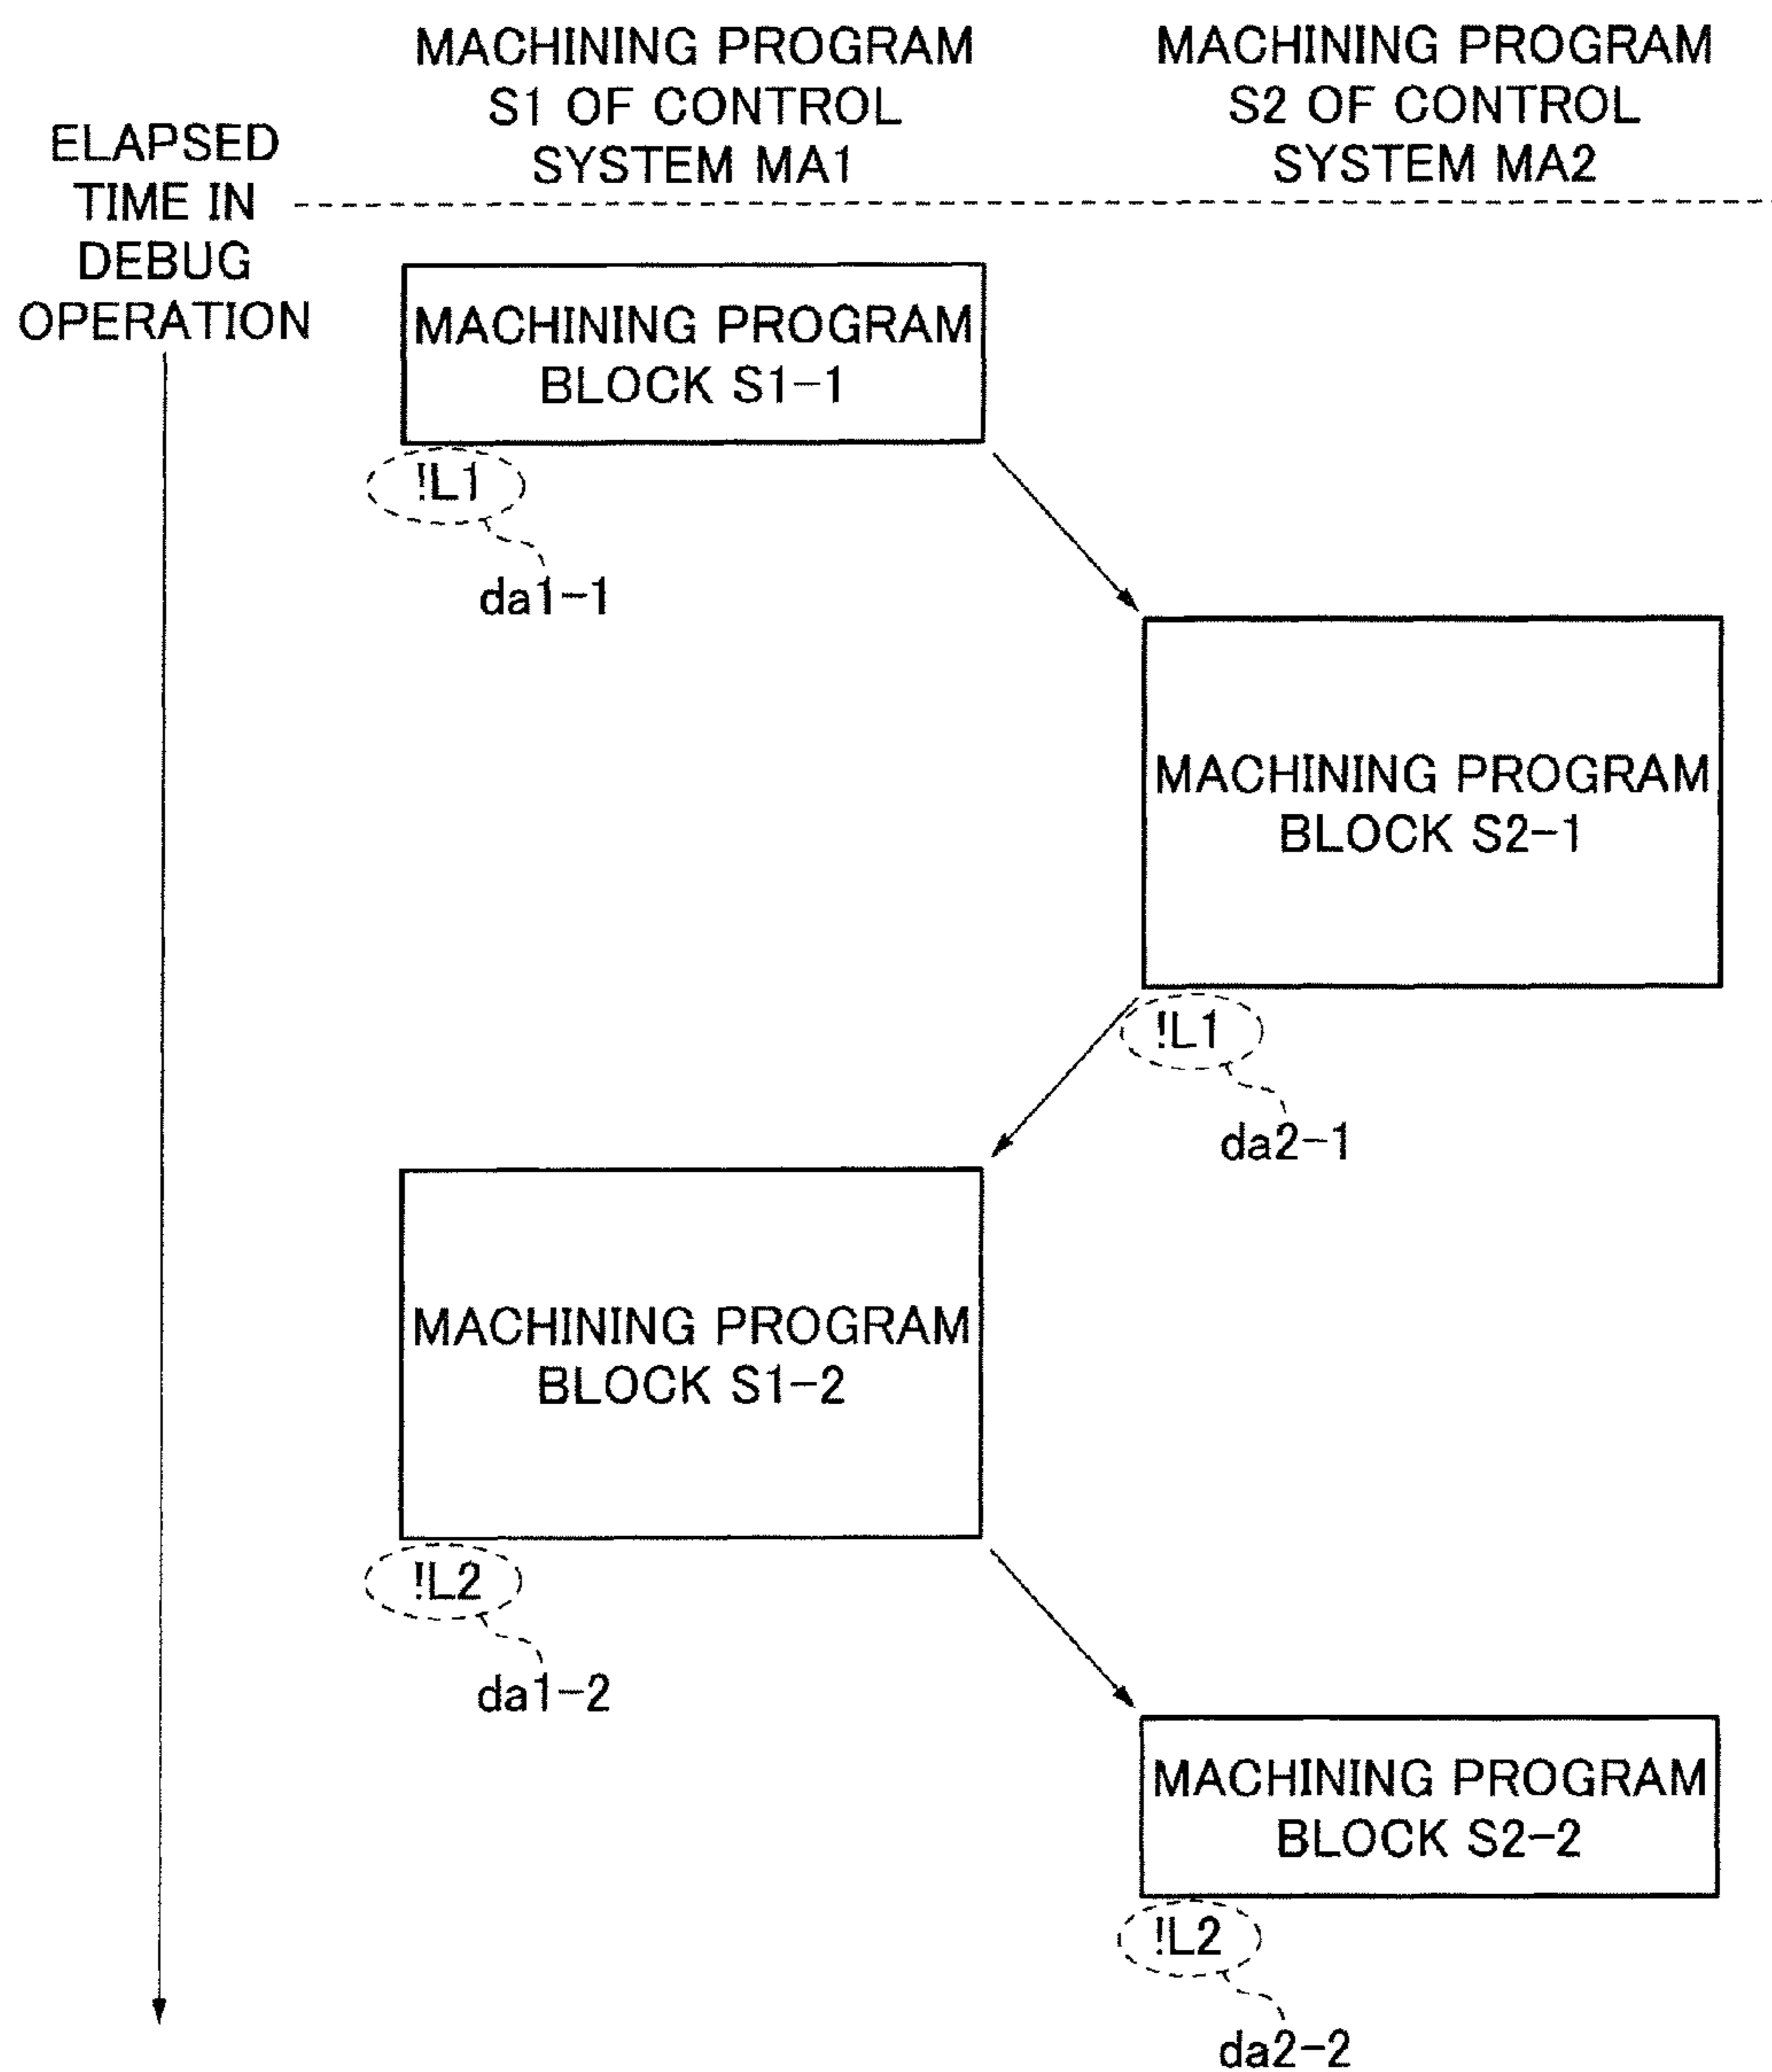 MACHINING PROGRAM
S1 OF CONTROL
SYSTEM MA1
MACHINING PROGRAM
S2 OF CONTROL
SYSTEM MA2
ELAPSED
TIME IN
DEBUG
OPERATION
MACHINING PROGRAM
BLOCK S1-1
!L1
da1-1
MACHINING PROGRAM
BLOCK S2-1
!L1
da2-1
MACHINING PROGRAM
BLOCK S1-2
!L2
da1-2
MACHINING PROGRAM
BLOCK S2-2
!L2
da2-2